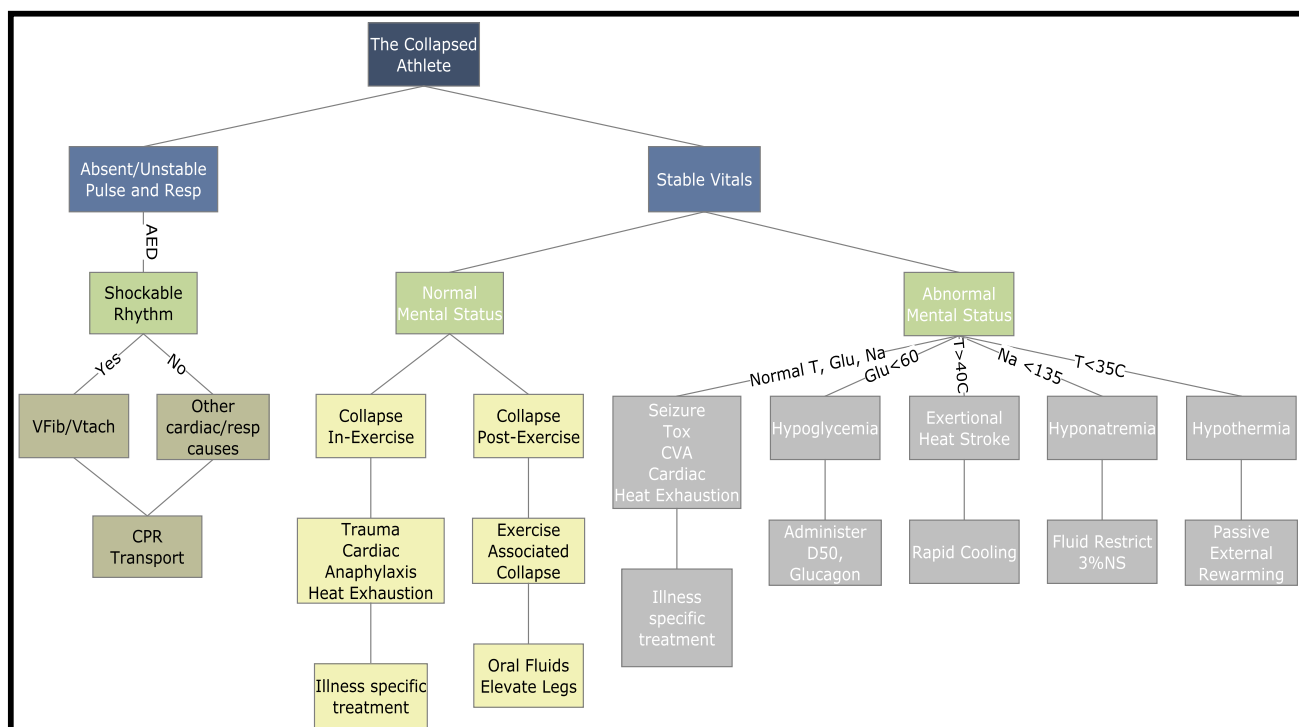 The Collapsed
Athlete
Absent/Unstable
Pulse and Resp
Stable Vitals
AED
Shockable
Rhythm
Normal
Mental Status
Abnormal
Mental Status
Yes
No
Normal T, Glu, Na
Glu<60
T>40C
Na <135
T<35C
VFib/Vtach
Other
cardiac/resp
causes
Collapse
In-Exercise
Collapse
Post-Exercise
Seizure
Tox
CVA
Cardiac
Heat Exhaustion
Hypoglycemia
Exertional
Heat Stroke
Hyponatremia
Hypothermia
CPR
Transport
Trauma
Cardiac
Anaphylaxis
Heat Exhaustion
Exercise
Associated
Collapse
Administer
D50,
Glucagon
Rapid Cooling
Fluid Restrict
3%NS
Passive
External
Rewarming
Illness
specific
treatment
Illness specific
treatment
Oral Fluids
Elevate Legs